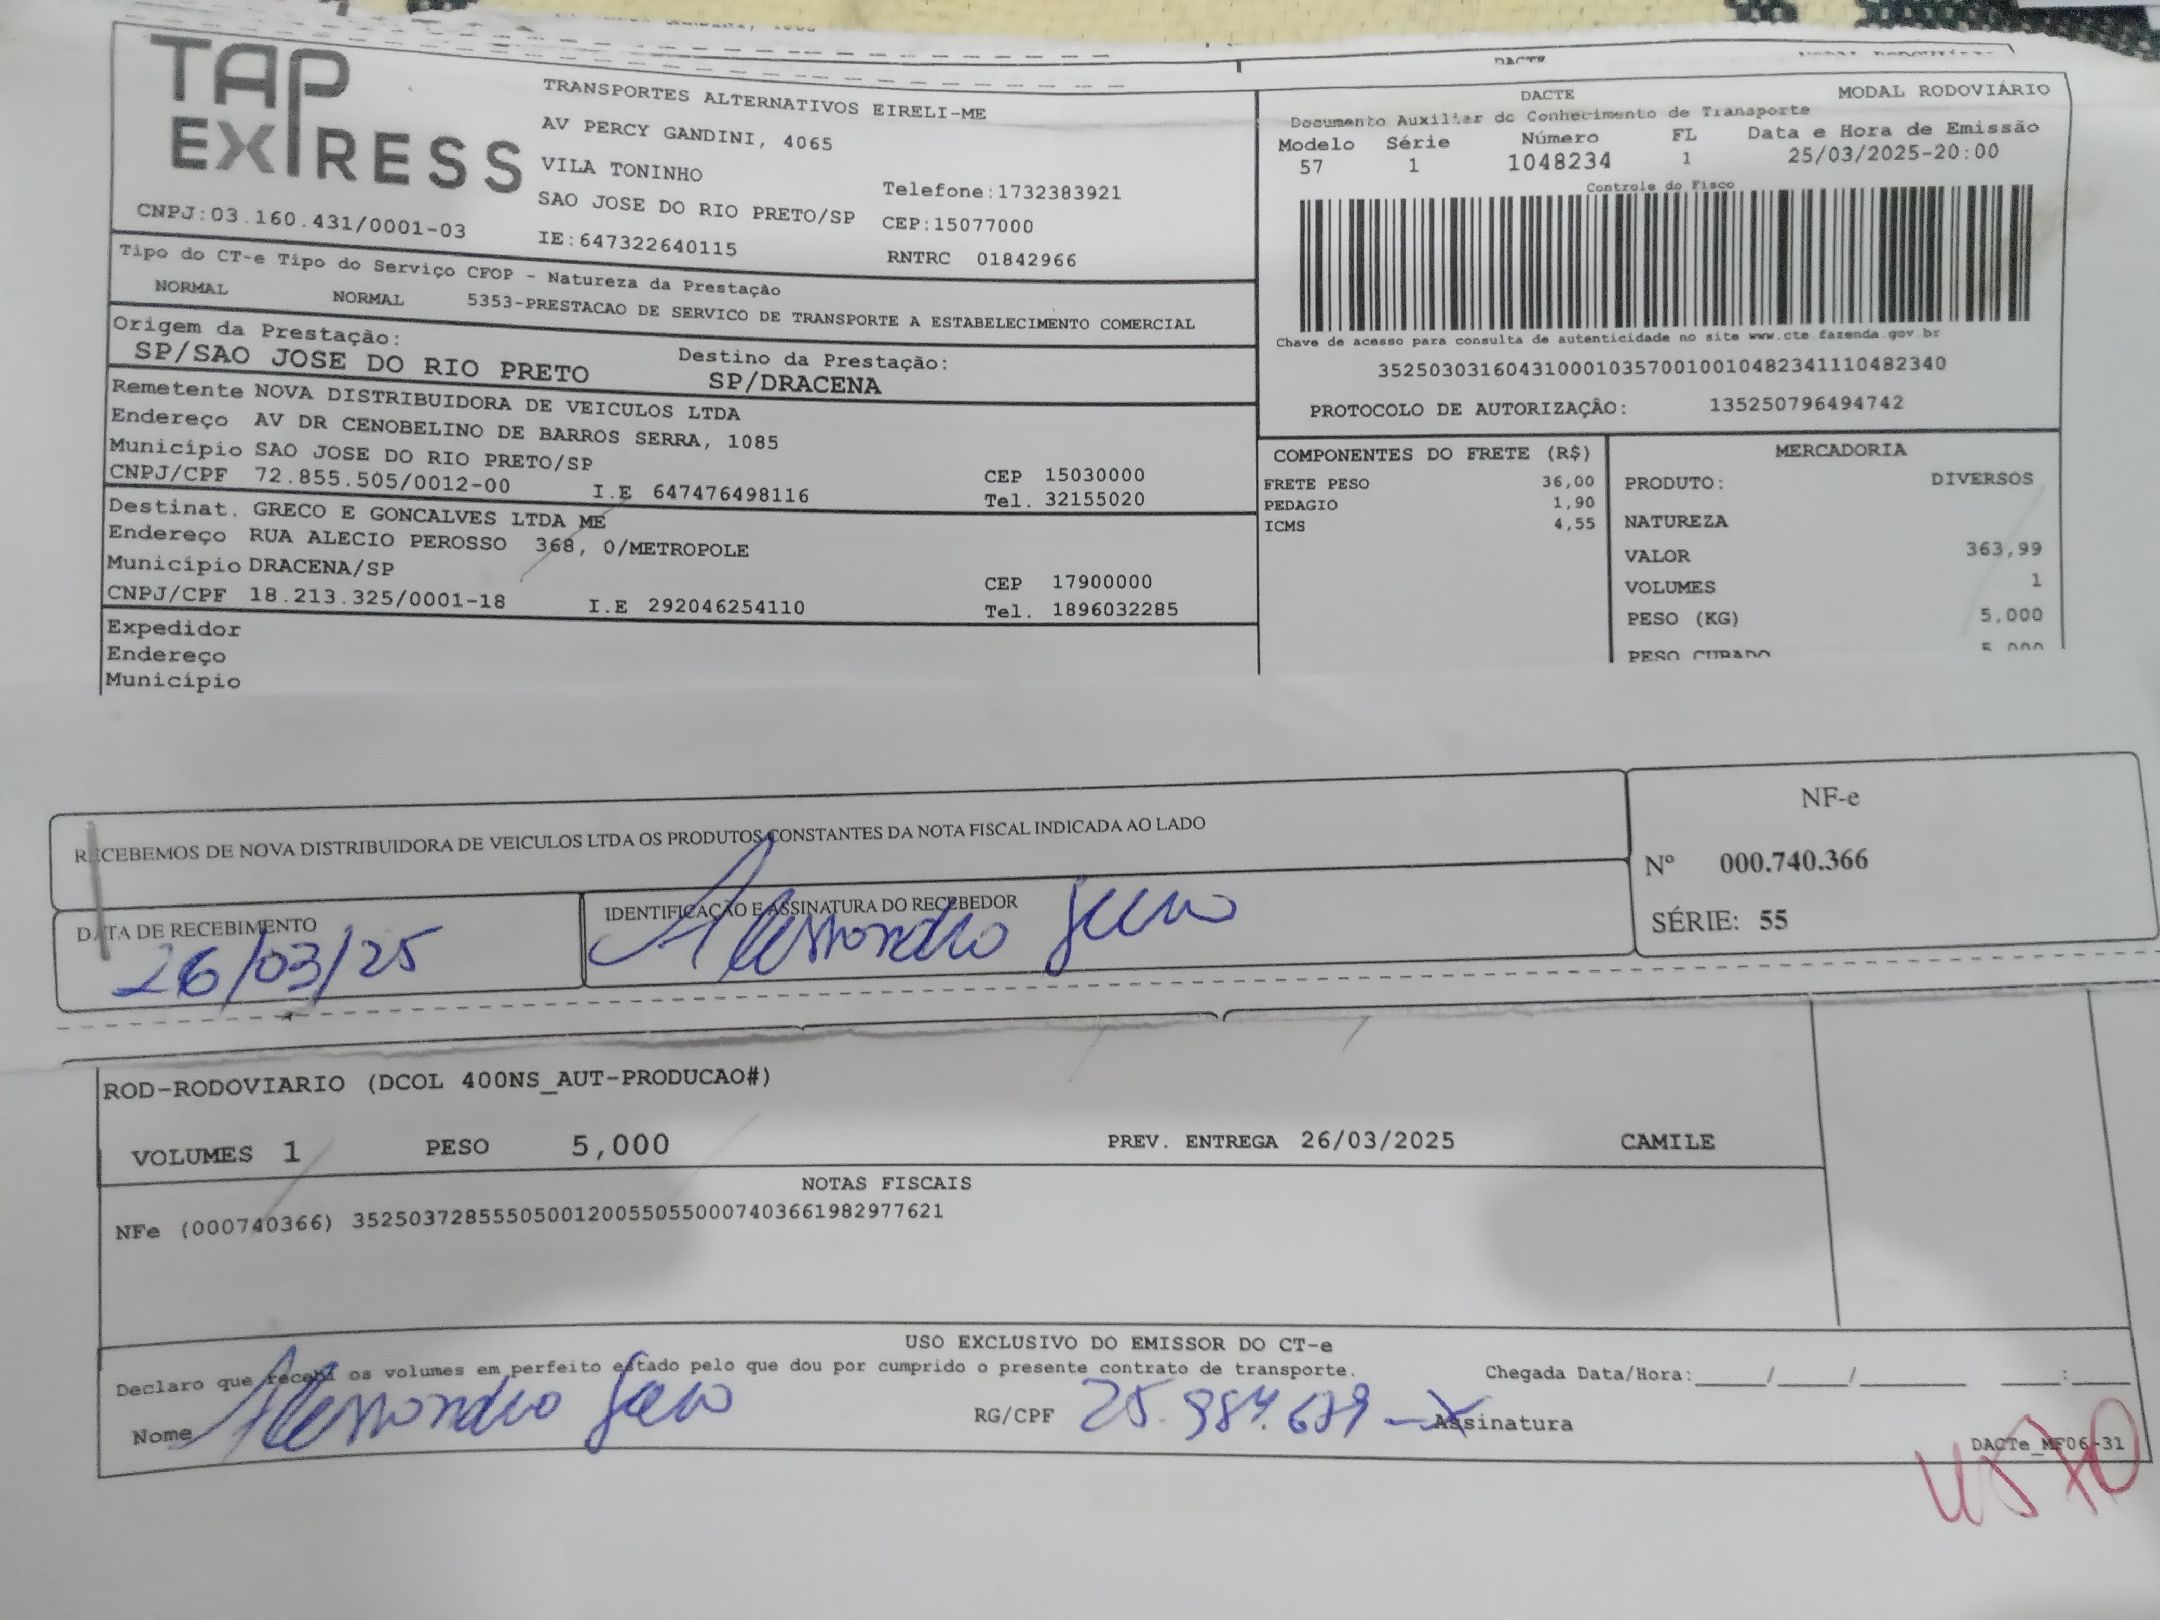 TAP EXPRESS
TRANSPORTES ALTERNATIVOS EIRELI-ME
AV PERCY GANDINI, 4065
VILA TONINHO
Telefone:1732383921
SAO JOSE DO RIO PRETO/SP CEP:15077000
CNPJ:03.160.431/0001-03
IE:647322640115
RNTRC 01842966
Tipo do CT-e Tipo do Serviço CFOP - Natureza da Prestação
NORMAL NORMAL 5353-PRESTACAO DE SERVICO DE TRANSPORTE A ESTABELECIMENTO COMERCIAL
Origem da Prestação:
SP/SAO JOSE DO RIO PRETO
Destino da Prestação:
SP/DRACENA
Remetente NOVA DISTRIBUIDORA DE VEICULOS LTDA
Endereço AV DR CENOBELINO DE BARROS SERRA, 1085
Município SAO JOSE DO RIO PRETO/SP
CEP 15030000
CNPJ/CPF 72.855.505/0012-00 I.E 647476498116 Tel. 32155020
Destinat. GRECO E GONCALVES LTDA ME
Endereço RUA ALECIO PEROSSO 368, 0/METROPOLE
Município DRACENA/SP
CEP 17900000
CNPJ/CPF 18.213.325/0001-18 I.E 292046254110 Tel. 1896032285
Expedidor
Endereço
Município
DACTE
DACTE MODAL RODOVIÁRIO
Documento Auxiliar do Conhecimento de Transporte
Modelo Série Número FL Data e Hora de Emissão
57 1 1048234 1 25/03/2025-20:00
Controle do Fisco
Chave de acesso para consulta de autenticidade no site www.cte.fazenda.gov.br
35250303160431000103570010010482341110482340
PROTOCOLO DE AUTORIZAÇÂO: 135250796494742
COMPONENTES DO FRETE (R$)
FRETE PESO 36,00
PEDAGIO 1,90
ICMS 4,55
MERCADORIA
PRODUTO: DIVERSOS
NATUREZA
VALOR 363,99
VOLUMES 1
PESO (KG) 5,000
PESO CUBADO 5,000
RECEBEMOS DE NOVA DISTRIBUIDORA DE VEICULOS LTDA OS PRODUTOS CONSTANTES DA NOTA FISCAL INDICADA AO LADO
NF-e
Nº 000.740.366
SÉRIE: 55
DATA DE RECEBIMENTO
26/03/25
IDENTIFICAÇÃO E ASSINATURA DO RECEBEDOR
Alessandro
ROD-RODOVIARIO (DCOL 400NS_AUT-PRODUCAO#)
VOLUMES 1 PESO 5,000 PREV. ENTREGA 26/03/2025 CAMILE
NOTAS FISCAIS
NFe (000740366) 35250372855505001200550550007403661982977621
USO EXCLUSIVO DO EMISSOR DO CT-e
Declaro que recebi os volumes em perfeito estado pelo que dou por cumprido o presente contrato de transporte. Chegada Data/Hora:
Nome Alessandro RG/CPF Assinatura
DACTe_MF06-31